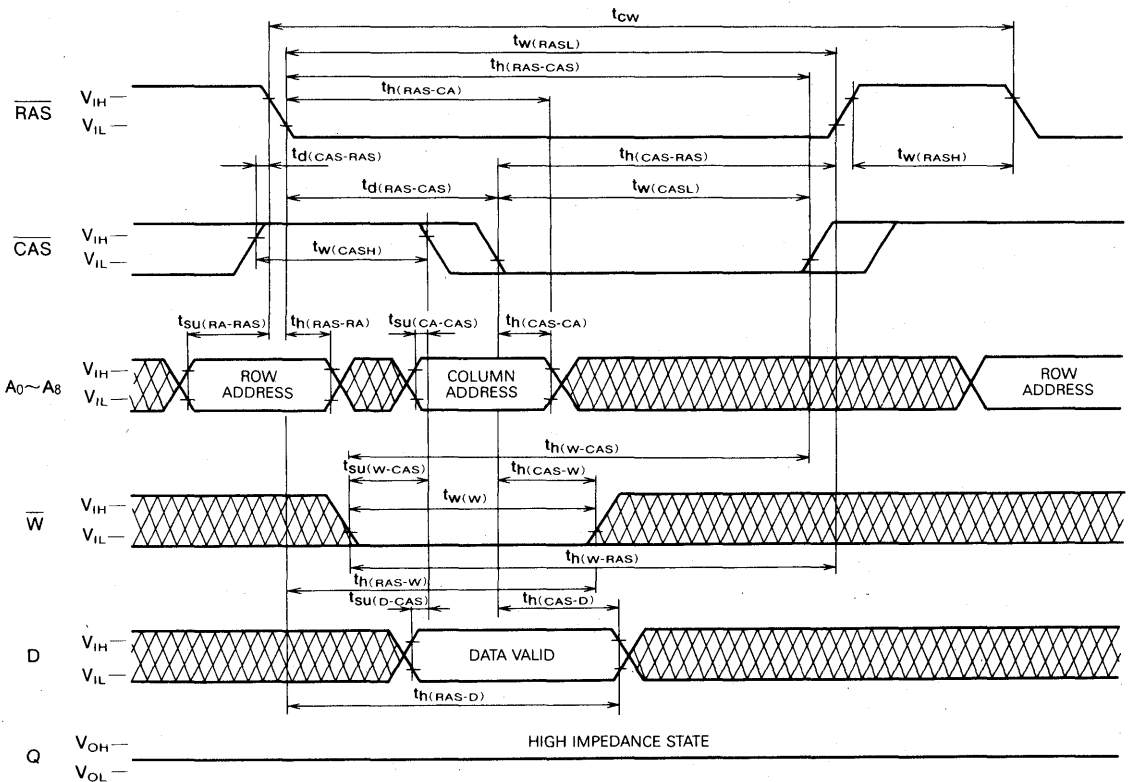 tCW
tW(RASL)
th(RAS-CAS)
th(RAS-CA)
RAS
VIH
VIL
td(CAS-RAS)
th(CAS-RAS)
tW(RASH)
td(RAS-CAS)
tW(CASL)
CAS
VIH
VIL
tW(CASH)
tsu(RA-RAS)
th(RAS-RA)
tsu(CA-CAS)
th(CAS-CA)
A0~A8
VIH
VIL
ROW
ADDRESS
COLUMN
ADDRESS
ROW
ADDRESS
th(W-CAS)
tsu(W-CAS)
th(CAS-W)
tW(W)
W
VIH
VIL
th(W-RAS)
th(RAS-W)
tsu(D-CAS)
th(CAS-D)
D
VIH
VIL
DATA VALID
th(RAS-D)
Q
VOH
VOL
HIGH IMPEDANCE STATE